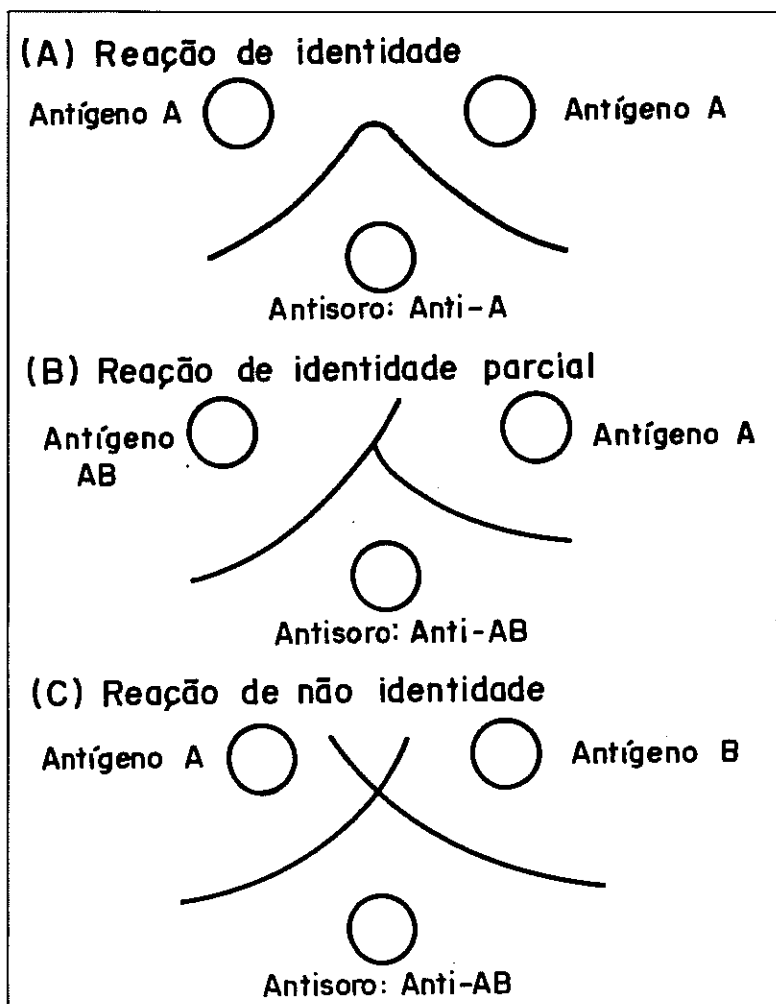 (A) Reação de identidade
Antígeno A
Antígeno A
Antisoro: Anti-A
(B) Reação de identidade parcial
Antígeno
AB
Antígeno A
Antisoro: Anti-AB
(C) Reação de não identidade
Antígeno A
Antígeno B
Antisoro: Anti-AB